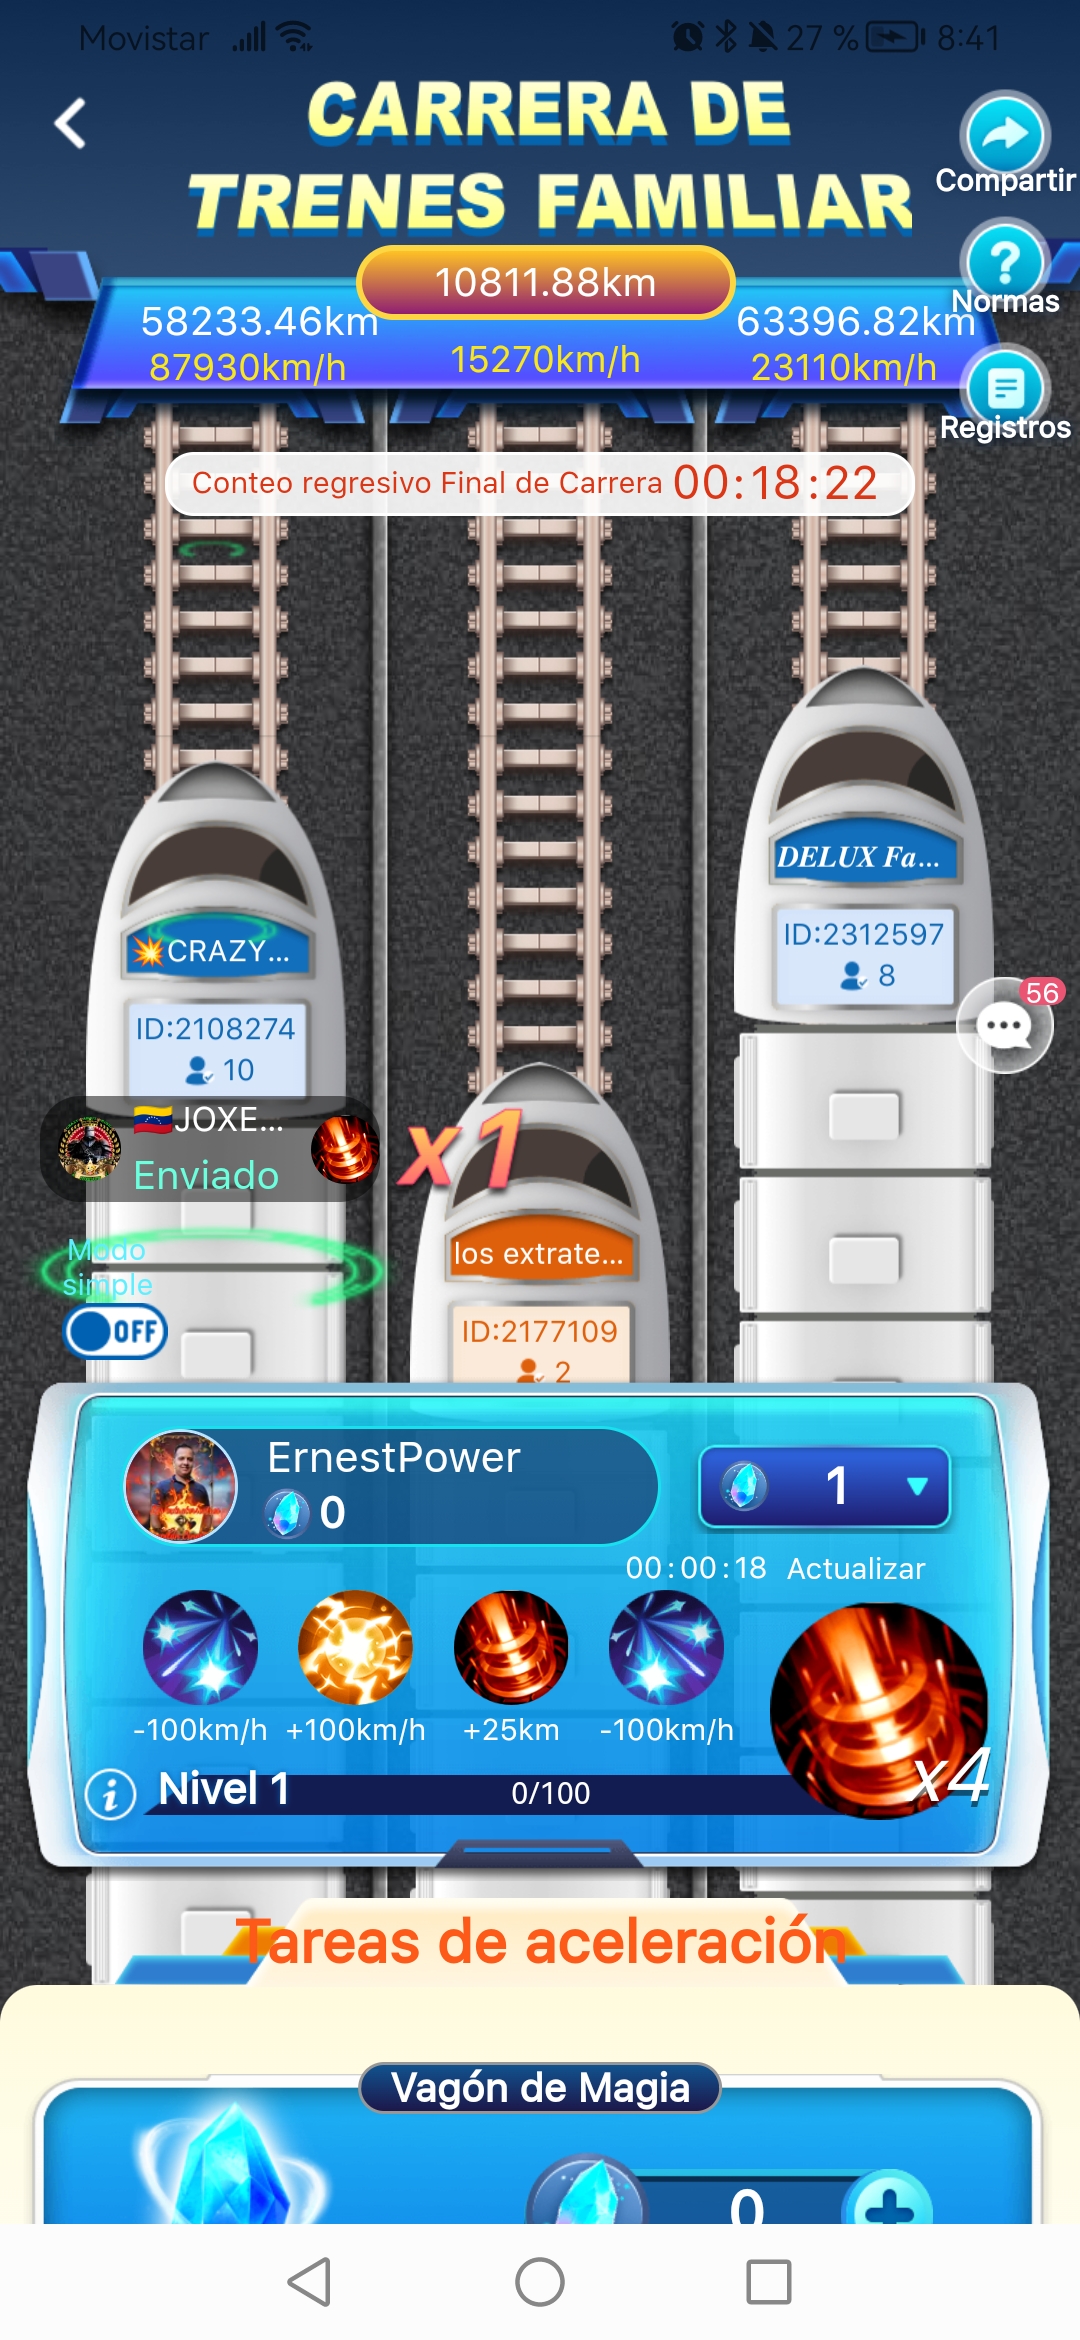 Movistar 27 % 8:41
CARRERA DE
TRENES FAMILIAR
Compartir
Normas
Registros
10811.88km
58233.46km
63396.82km
87930km/h
15270km/h
23110km/h
Conteo regresivo Final de Carrera 00:18:22
DELUX Fa...
ID:2312597
8
💥CRAZY...
ID:2108274
10
56
🇻🇪JOXE...
Enviado
x1
los extrate...
ID:2177109
2
Modo
simple
OFF
ErnestPower
0
1
00:00:18 Actualizar
-100km/h
+100km/h
+25km
-100km/h
x4
Nivel 1
0/100
Tareas de aceleración
Vagón de Magia
0